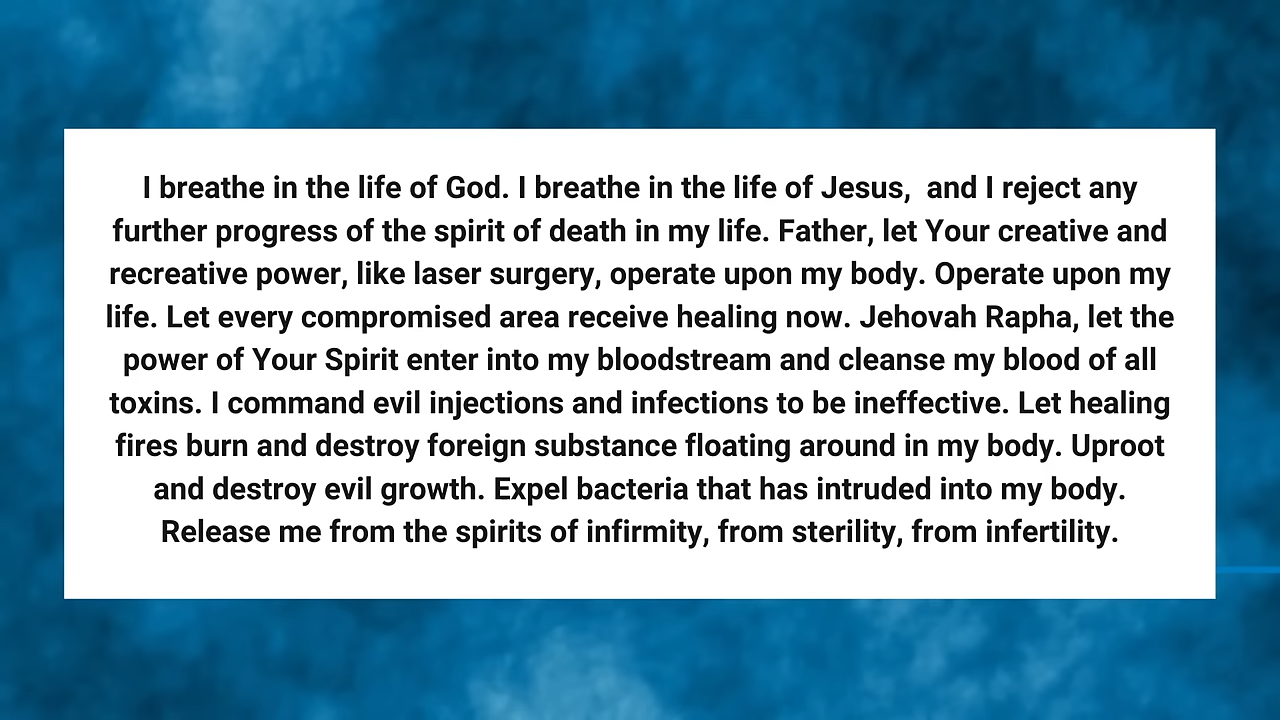 I breathe in the life of God. I breathe in the life of Jesus,  and I reject any
further progress of the spirit of death in my life. Father, let Your creative and
recreative power, like laser surgery, operate upon my body. Operate upon my
life. Let every compromised area receive healing now. Jehovah Rapha, let the
power of Your Spirit enter into my bloodstream and cleanse my blood of all
toxins. I command evil injections and infections to be ineffective. Let healing
fires burn and destroy foreign substance floating around in my body. Uproot
and destroy evil growth. Expel bacteria that has intruded into my body.
Release me from the spirits of infirmity, from sterility, from infertility.